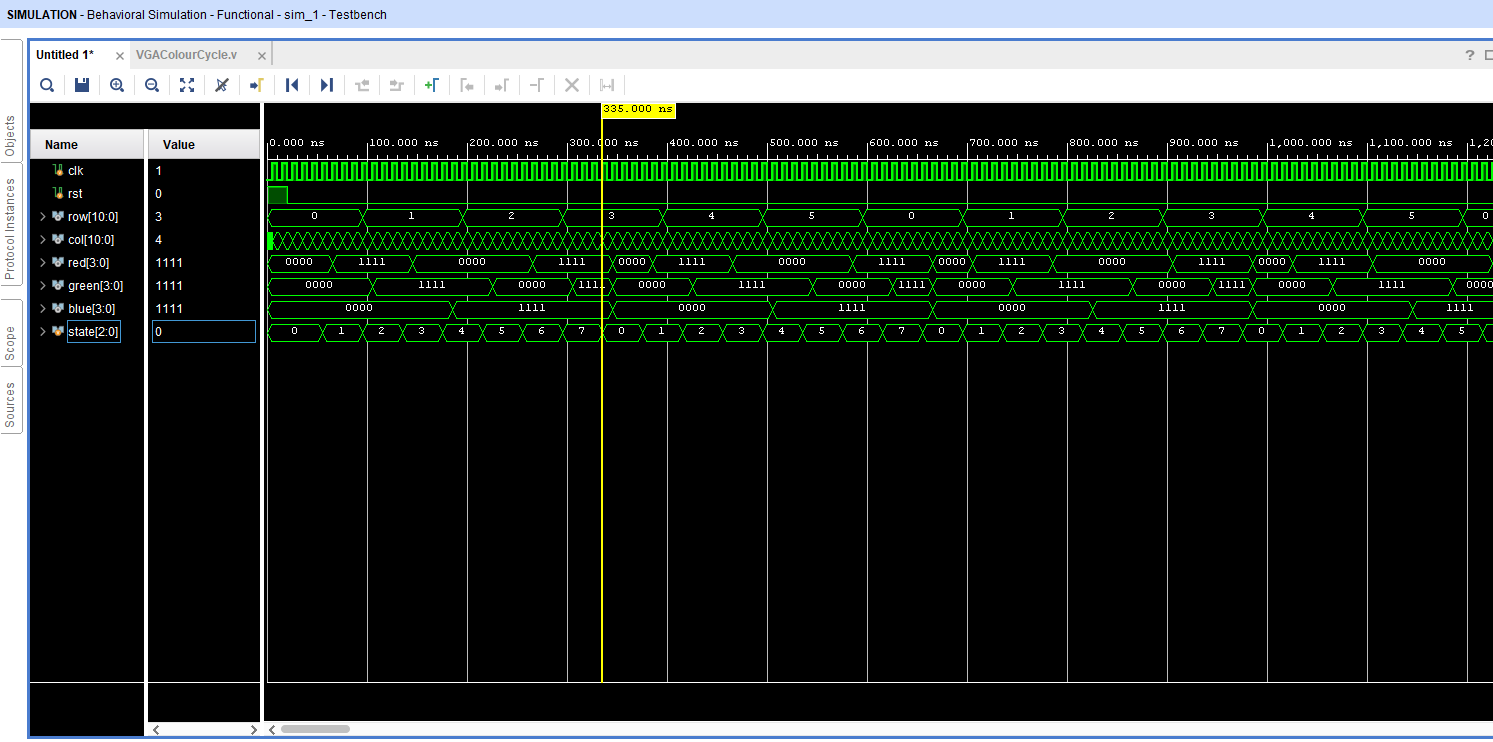 SIMULATION - Behavioral Simulation - Functional - sim_1 - Testbench
Untitled 1* × VGAColourCycle.v × ?
Objects
Protocol Instances
Scope
Sources
335.000 ns
Name Value
0.000 ns 100.000 ns 200.000 ns 300.000 ns 400.000 ns 500.000 ns 600.000 ns 700.000 ns 800.000 ns 900.000 ns 1,000.000 ns 1,100.000 ns 1,20
clk 1
rst 0
row[10:0] 3 0 1 2 3 4 5 0 1 2 3 4 5 0
col[10:0] 4
red[3:0] 1111 0000 1111 0000 1111 0000 1111 0000 1111 0000 1111 0000 1111 0000 1111 0000
green[3:0] 1111 0000 1111 0000 1111 0000 1111 0000 1111 0000 1111 0000 1111 0000 1111 0000
blue[3:0] 1111 0000 1111 0000 1111 0000 1111 0000 1111
state[2:0] 0 0 1 2 3 4 5 6 7 0 1 2 3 4 5 6 7 0 1 2 3 4 5 6 7 0 1 2 3 4 5